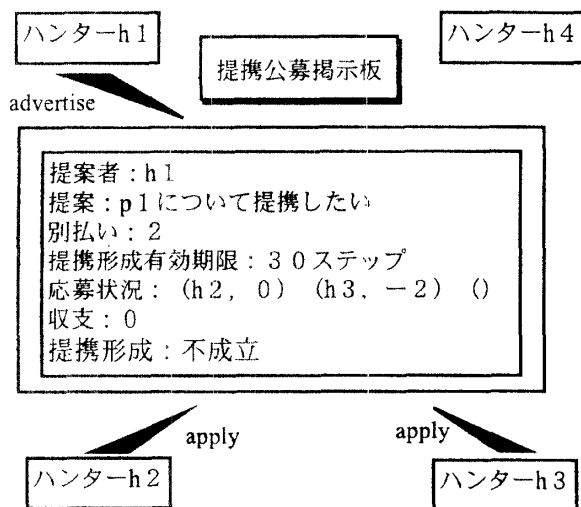 ハンターh1
ハンターh4
提携公募掲示板
advertise
提案者:h1
提案:p1について提携したい
別払い:2
提携形成有効期限:30ステップ
応募状況:(h2, 0) (h3, -2) ()
収支:0
提携形成:不成立
apply
apply
ハンターh2
ハンターh3